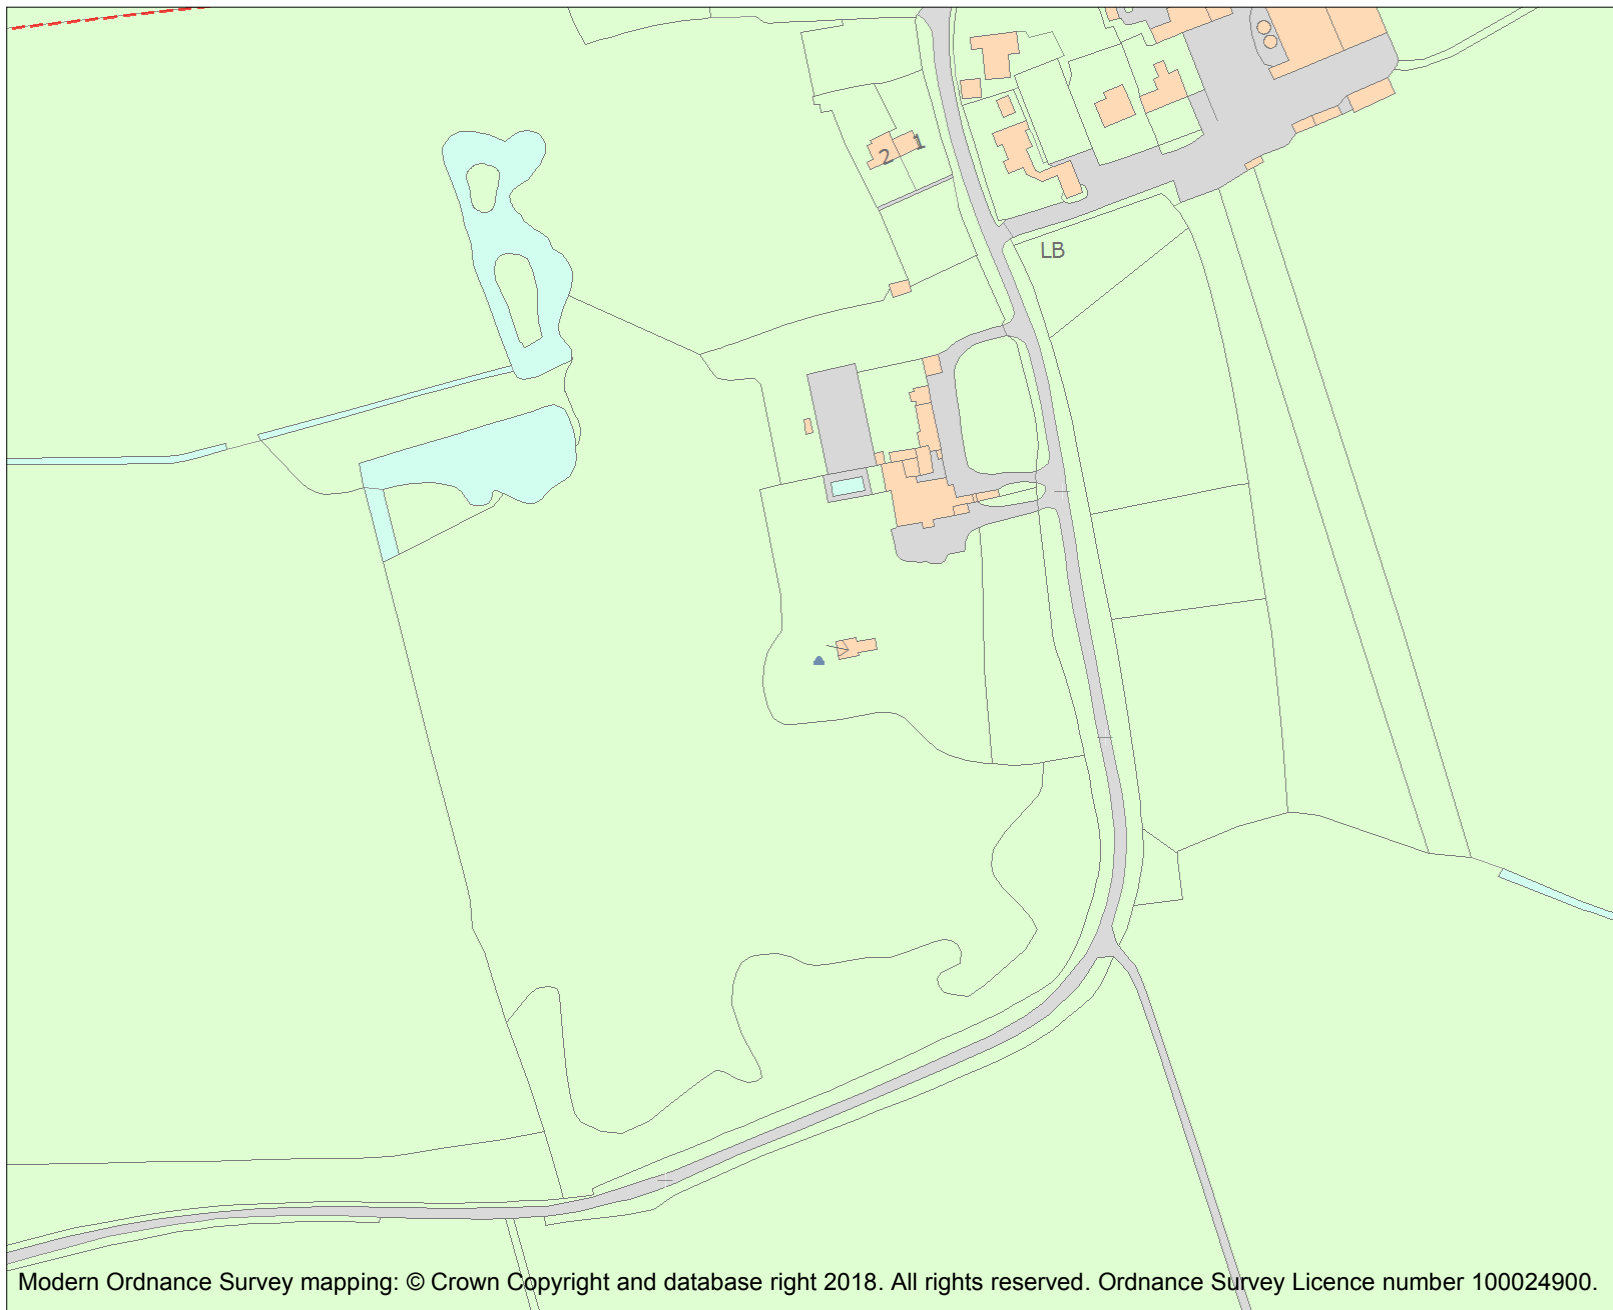 1
2
LB
Modern Ordnance Survey mapping: © Crown Copyright and database right 2018. All rights reserved. Ordnance Survey Licence number 100024900.